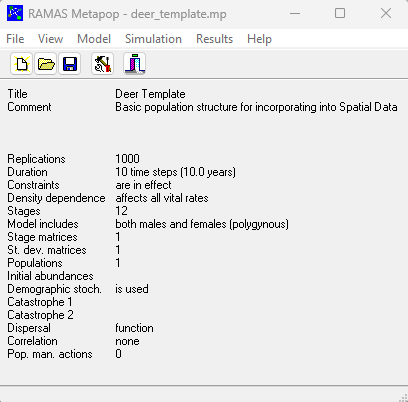 RAMAS Metapop - deer_template.mp
File View Model Simulation Results Help
Title Deer Template
Comment Basic population structure for incorporating into Spatial Data
Replications 1000
Duration 10 time steps (10.0 years)
Constraints are in effect
Density dependence affects all vital rates
Stages 12
Model includes both males and females (polygynous)
Stage matrices 1
St. dev. matrices 1
Populations 1
Initial abundances
Demographic stoch. is used
Catastrophe 1
Catastrophe 2
Dispersal function
Correlation none
Pop. man. actions 0